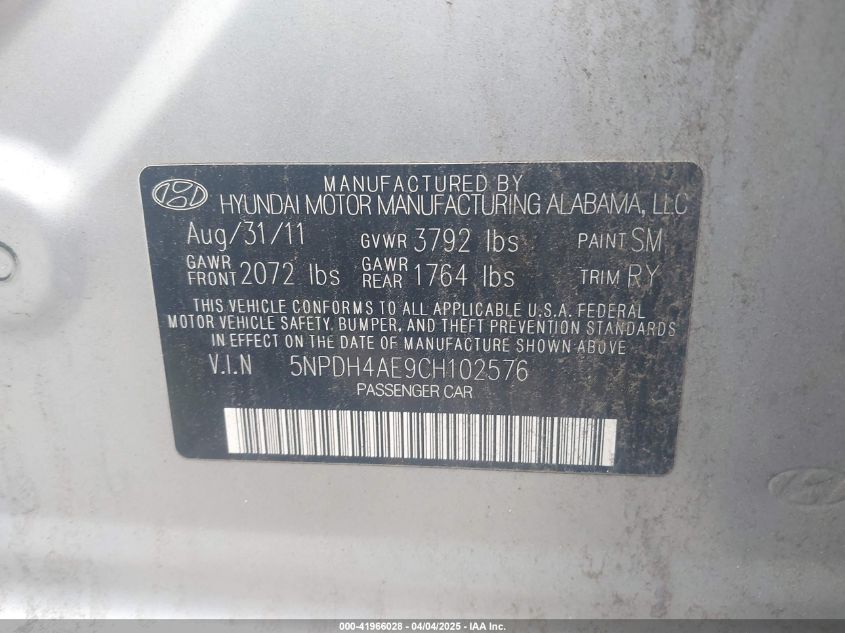 MANUFACTURED BY
HYUNDAI MOTOR MANUFACTURING ALABAMA, LLC
Aug/31/11 GVWR 3792 lbs PAINT SM
GAWR FRONT 2072 lbs GAWR REAR 1764 lbs TRIM RY
THIS VEHICLE CONFORMS TO ALL APPLICABLE U.S.A. FEDERAL
MOTOR VEHICLE SAFETY, BUMPER, AND THEFT PREVENTION STANDARDS
IN EFFECT ON THE DATE OF MANUFACTURE SHOWN ABOVE
V.I.N 5NPDH4AE9CH102576
PASSENGER CAR
000-41966028 - 04/04/2025 - IAA Inc.